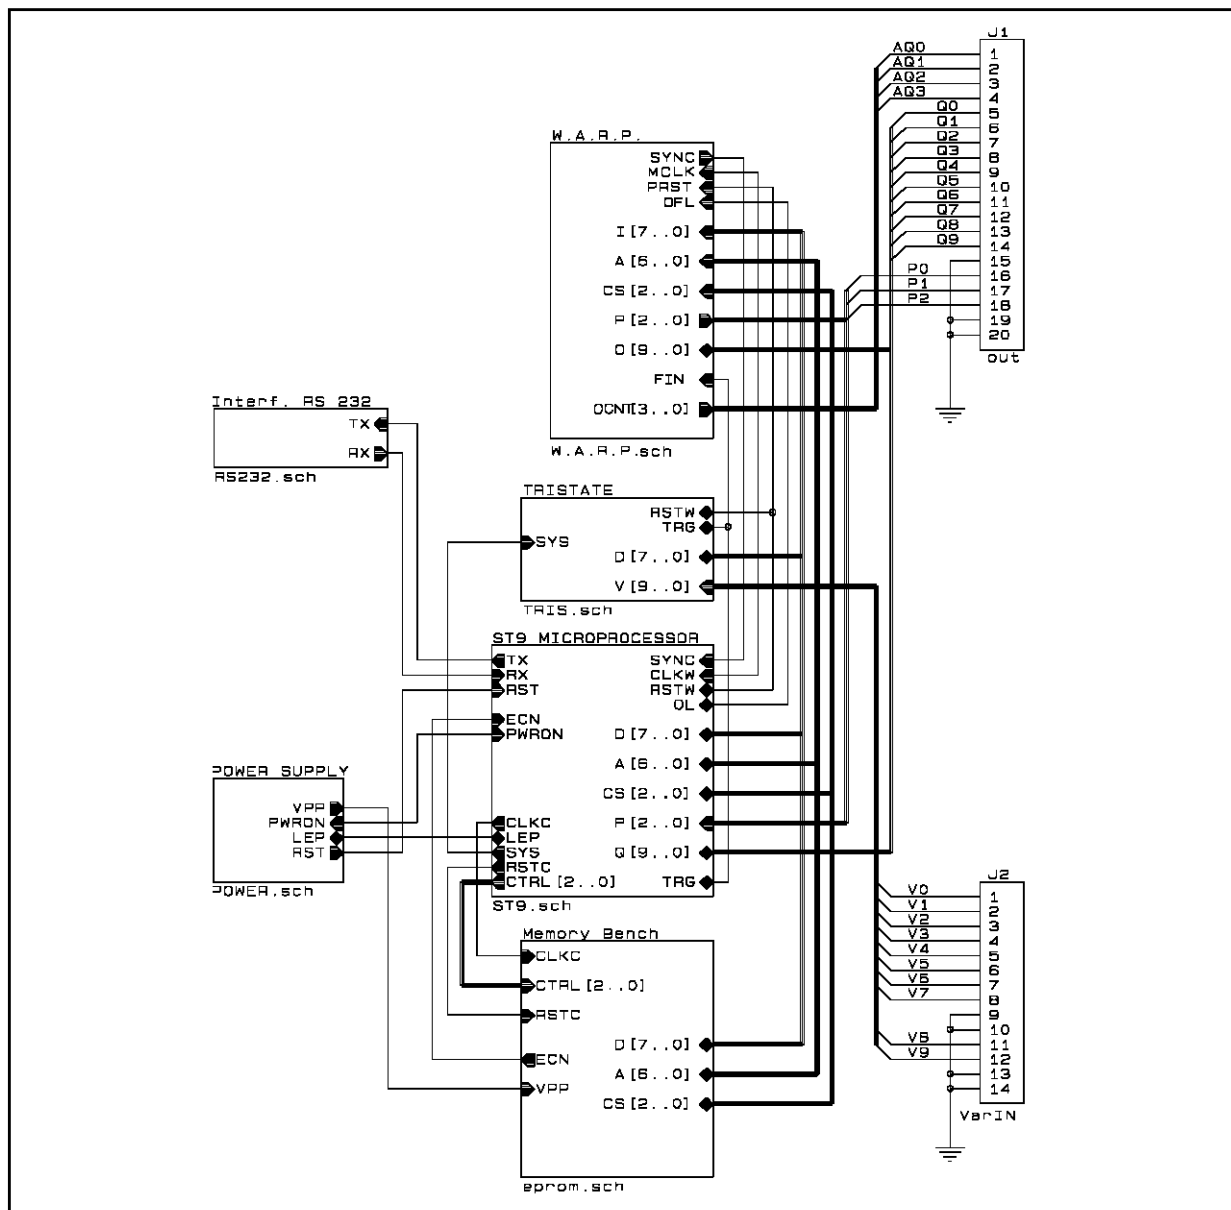 J1
AQ0 1
AQ1 2
AQ2 3
AQ3 4
Q0 5
Q1 6
Q2 7
Q3 8
Q4 9
Q5 10
Q6 11
Q7 12
Q8 13
Q9 14
15
P0 16
P1 17
P2 18
19
20
out
W.A.R.P.
SYNC
MCLK
PRST
OFL
I[7..0]
A[6..0]
CS[2..0]
P[2..0]
O[9..0]
FIN
OCNT[3..0]
W.A.R.P.sch
Interf. RS 232
TX
RX
RS232.sch
TRISTATE
RSTW
TRG
SYS
D[7..0]
V[9..0]
TRIS.sch
ST9 MICROPROCESSOR
TX SYNC
RX CLKW
RST RSTW
OL
ECN
PWRON D[7..0]
A[6..0]
CS[2..0]
CLKC P[2..0]
LEP
SYS Q[9..0]
RSTC
CTRL[2..0] TRG
ST9.sch
POWER SUPPLY
VPP
PWRON
LEP
RST
POWER.sch
Memory Bench
CLKC
CTRL[2..0]
RSTC
D[7..0]
ECN
A[6..0]
VPP
CS[2..0]
eprom.sch
J2
V0 1
V1 2
V2 3
V3 4
V4 5
V5 6
V6 7
V7 8
9
10
V8 11
V9 12
13
14
VarIN